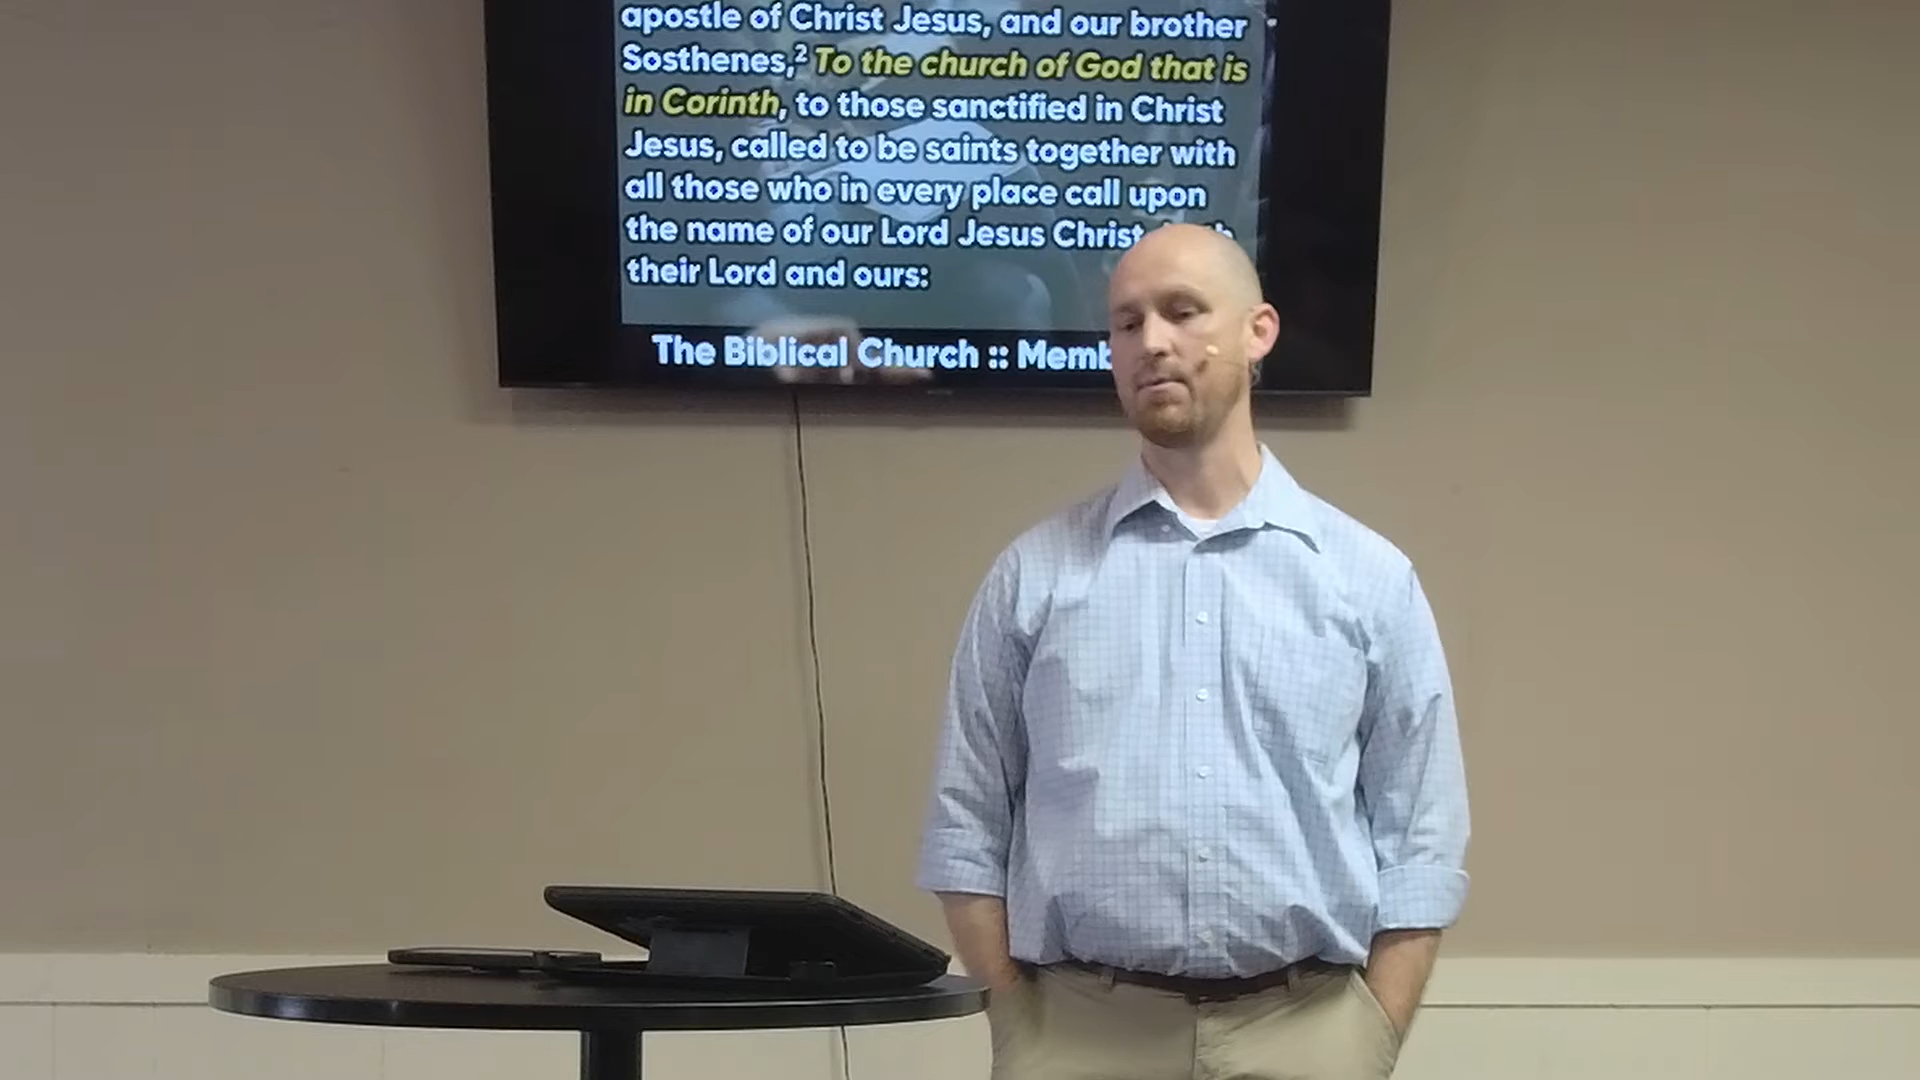 apostle of Christ Jesus, and our brother
Sosthenes,² To the church of God that is
in Corinth, to those sanctified in Christ
Jesus, called to be saints together with
all those who in every place call upon
the name of our Lord Jesus Christ
their Lord and ours:
The Biblical Church ::